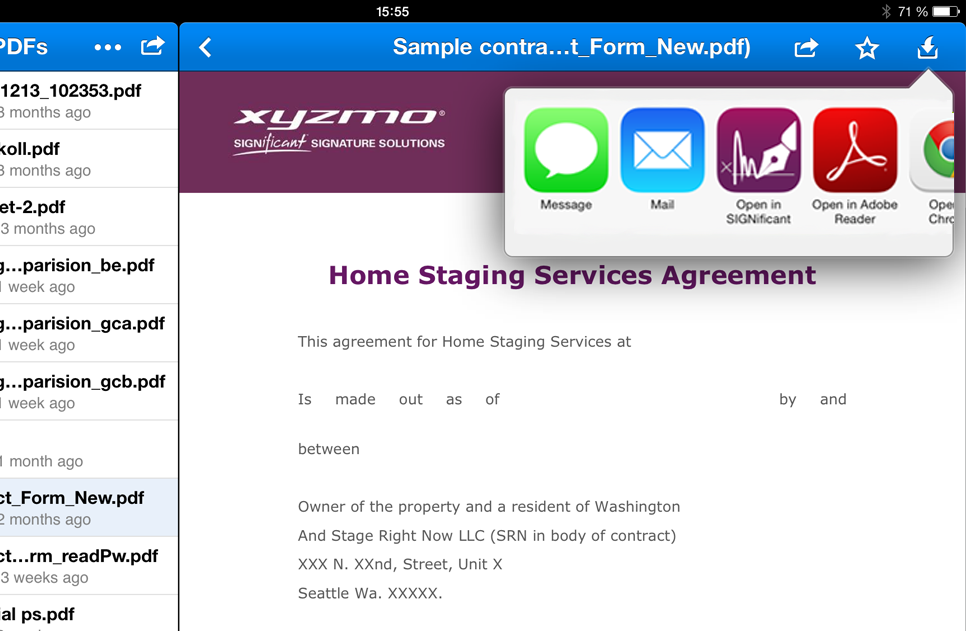 15:55
71 %
PDFs
Sample contra...t_Form_New.pdf)
1213_102353.pdf
3 months ago
koll.pdf
3 months ago
et-2.pdf
3 months ago
g...parision_be.pdf
1 week ago
g...parision_gca.pdf
1 week ago
g...parision_gcb.pdf
1 week ago
1 month ago
ct_Form_New.pdf
2 months ago
ct...rm_readPw.pdf
3 weeks ago
ial ps.pdf
xyzmo®
SIGNificant SIGNATURE SOLUTIONS
Message
Mail
Open in
SIGNificant
Open in Adobe
Reader
Ope
Chro
Home Staging Services Agreement
This agreement for Home Staging Services at
Is made out as of by and
between
Owner of the property and a resident of Washington
And Stage Right Now LLC (SRN in body of contract)
XXX N. XXnd, Street, Unit X
Seattle Wa. XXXXX.